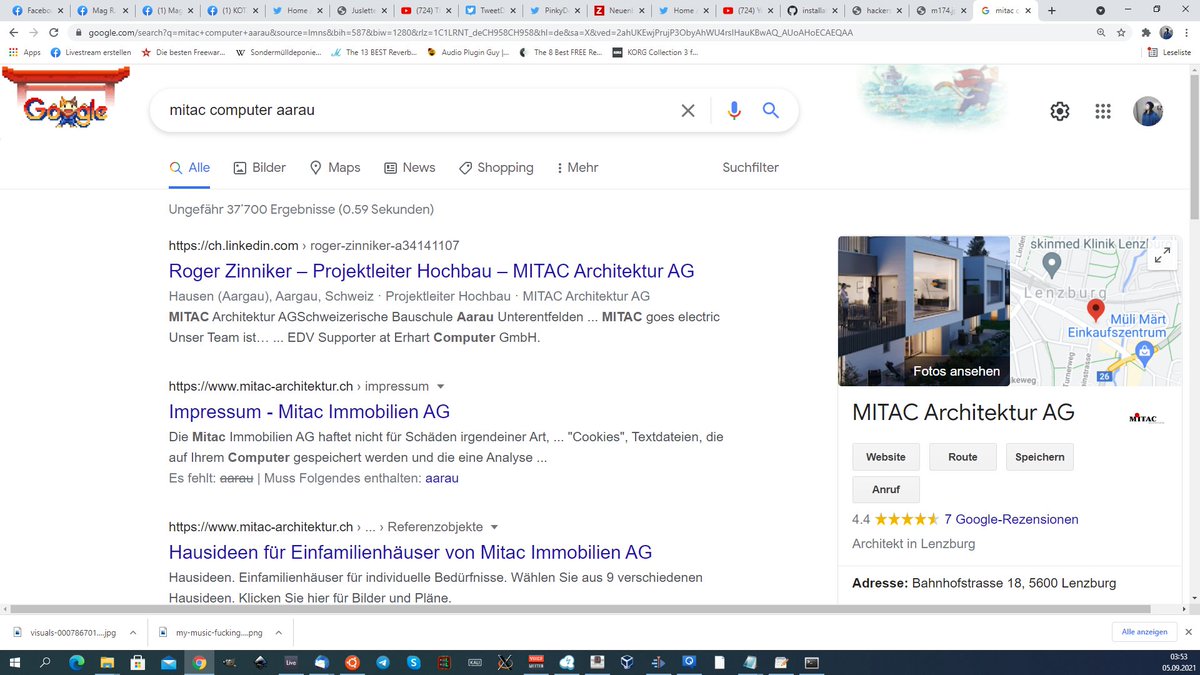 Facebo
Mag R
(1) Mag
(1) KOT
Home
Juslette
(724) T
TweetD
PinkyDa
Neuen
Home
(724) Yo
installa
hackers
m174.j
mitac c
google.com/search?q=mitac+computer+aarau&source=lmns&bih=587&biw=1280&rlz=1C1LRNT_deCH958CH958&hl=de&sa=X&ved=2ahUKEwjPrujP3ObyAhWU4rsIHauKBwAQ_AUoAHoECAEQAA
Apps
Livestream erstellen
Die besten Freewar...
Sondermülldeponie...
The 13 BEST Reverb...
Audio Plugin Guy |...
The 8 Best FREE Re...
KORG Collection 3 f...
Leseliste
Google
mitac computer aarau
Alle
Bilder
Maps
News
Shopping
Mehr
Suchfilter
Ungefähr 37'700 Ergebnisse (0.59 Sekunden)
https://ch.linkedin.com › roger-zinniker-a34141107
Roger Zinniker – Projektleiter Hochbau – MITAC Architektur AG
Hausen (Aargau), Aargau, Schweiz · Projektleiter Hochbau · MITAC Architektur AG
MITAC Architektur AGSchweizerische Bauschule Aarau Unterentfelden ... MITAC goes electric
Unser Team ist… ... EDV Supporter at Erhart Computer GmbH.
https://www.mitac-architektur.ch › impressum
Impressum - Mitac Immobilien AG
Die Mitac Immobilien AG haftet nicht für Schäden irgendeiner Art, ... "Cookies", Textdateien, die
auf Ihrem Computer gespeichert werden und die eine Analyse ...
Es fehlt: aarau | Muss Folgendes enthalten: aarau
https://www.mitac-architektur.ch › ... › Referenzobjekte
Hausideen für Einfamilienhäuser von Mitac Immobilien AG
Hausideen. Einfamilienhäuser für individuelle Bedürfnisse. Wählen Sie aus 9 verschiedenen
Hausideen. Klicken Sie hier für Bilder und Pläne.
Fotos ansehen
skinmed Klinik Lenzbu
Lenzburg
Müli Märt
Einkaufszentrum
26
MITAC Architektur AG
MITAC
Website
Route
Speichern
Anruf
4.4
7 Google-Rezensionen
Architekt in Lenzburg
Adresse: Bahnhofstrasse 18, 5600 Lenzburg
visuals-000786701....jpg
my-music-fucking....png
Alle anzeigen
Live
03:53
05.09.2021